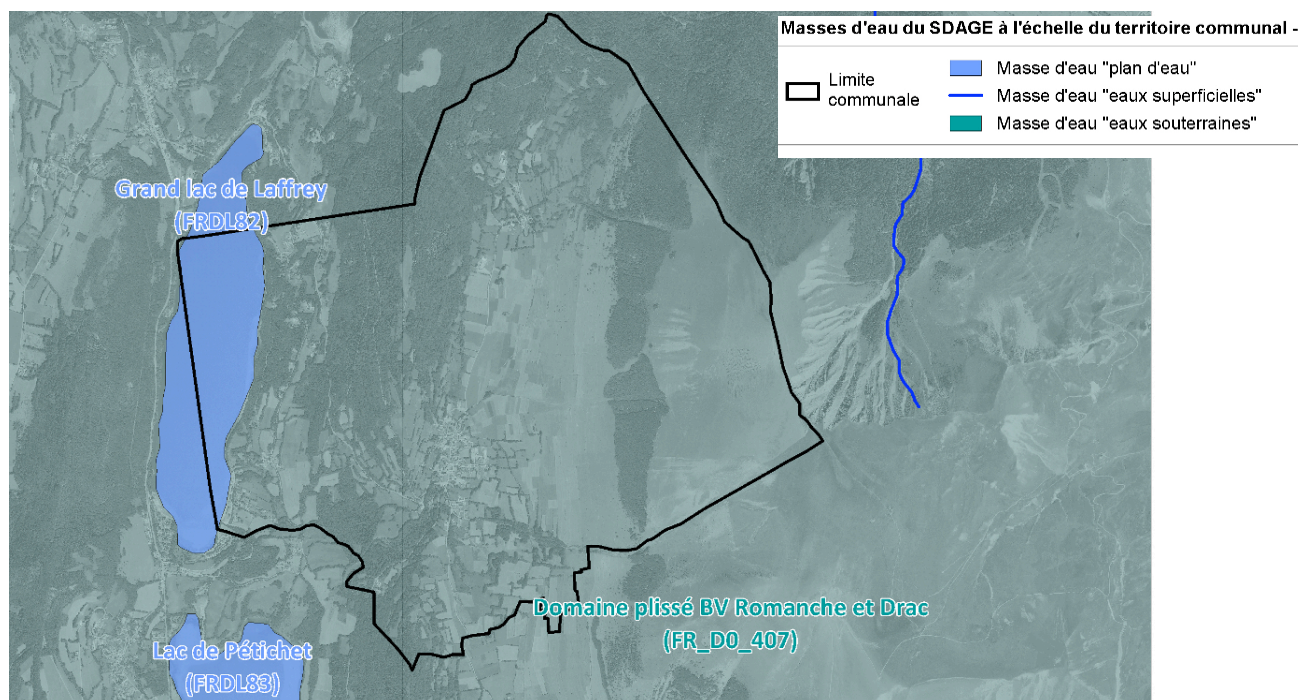 Masses d'eau du SDAGE à l'échelle du territoire communal -
Limite
communale
Masse d'eau "plan d'eau"
Masse d'eau "eaux superficielles"
Masse d'eau "eaux souterraines"
Grand lac de Laffrey
(FRDL82)
Domaine plissé BV Romanche et Drac
(FR_D0_407)
Lac de Pétichet
(FRDL83)